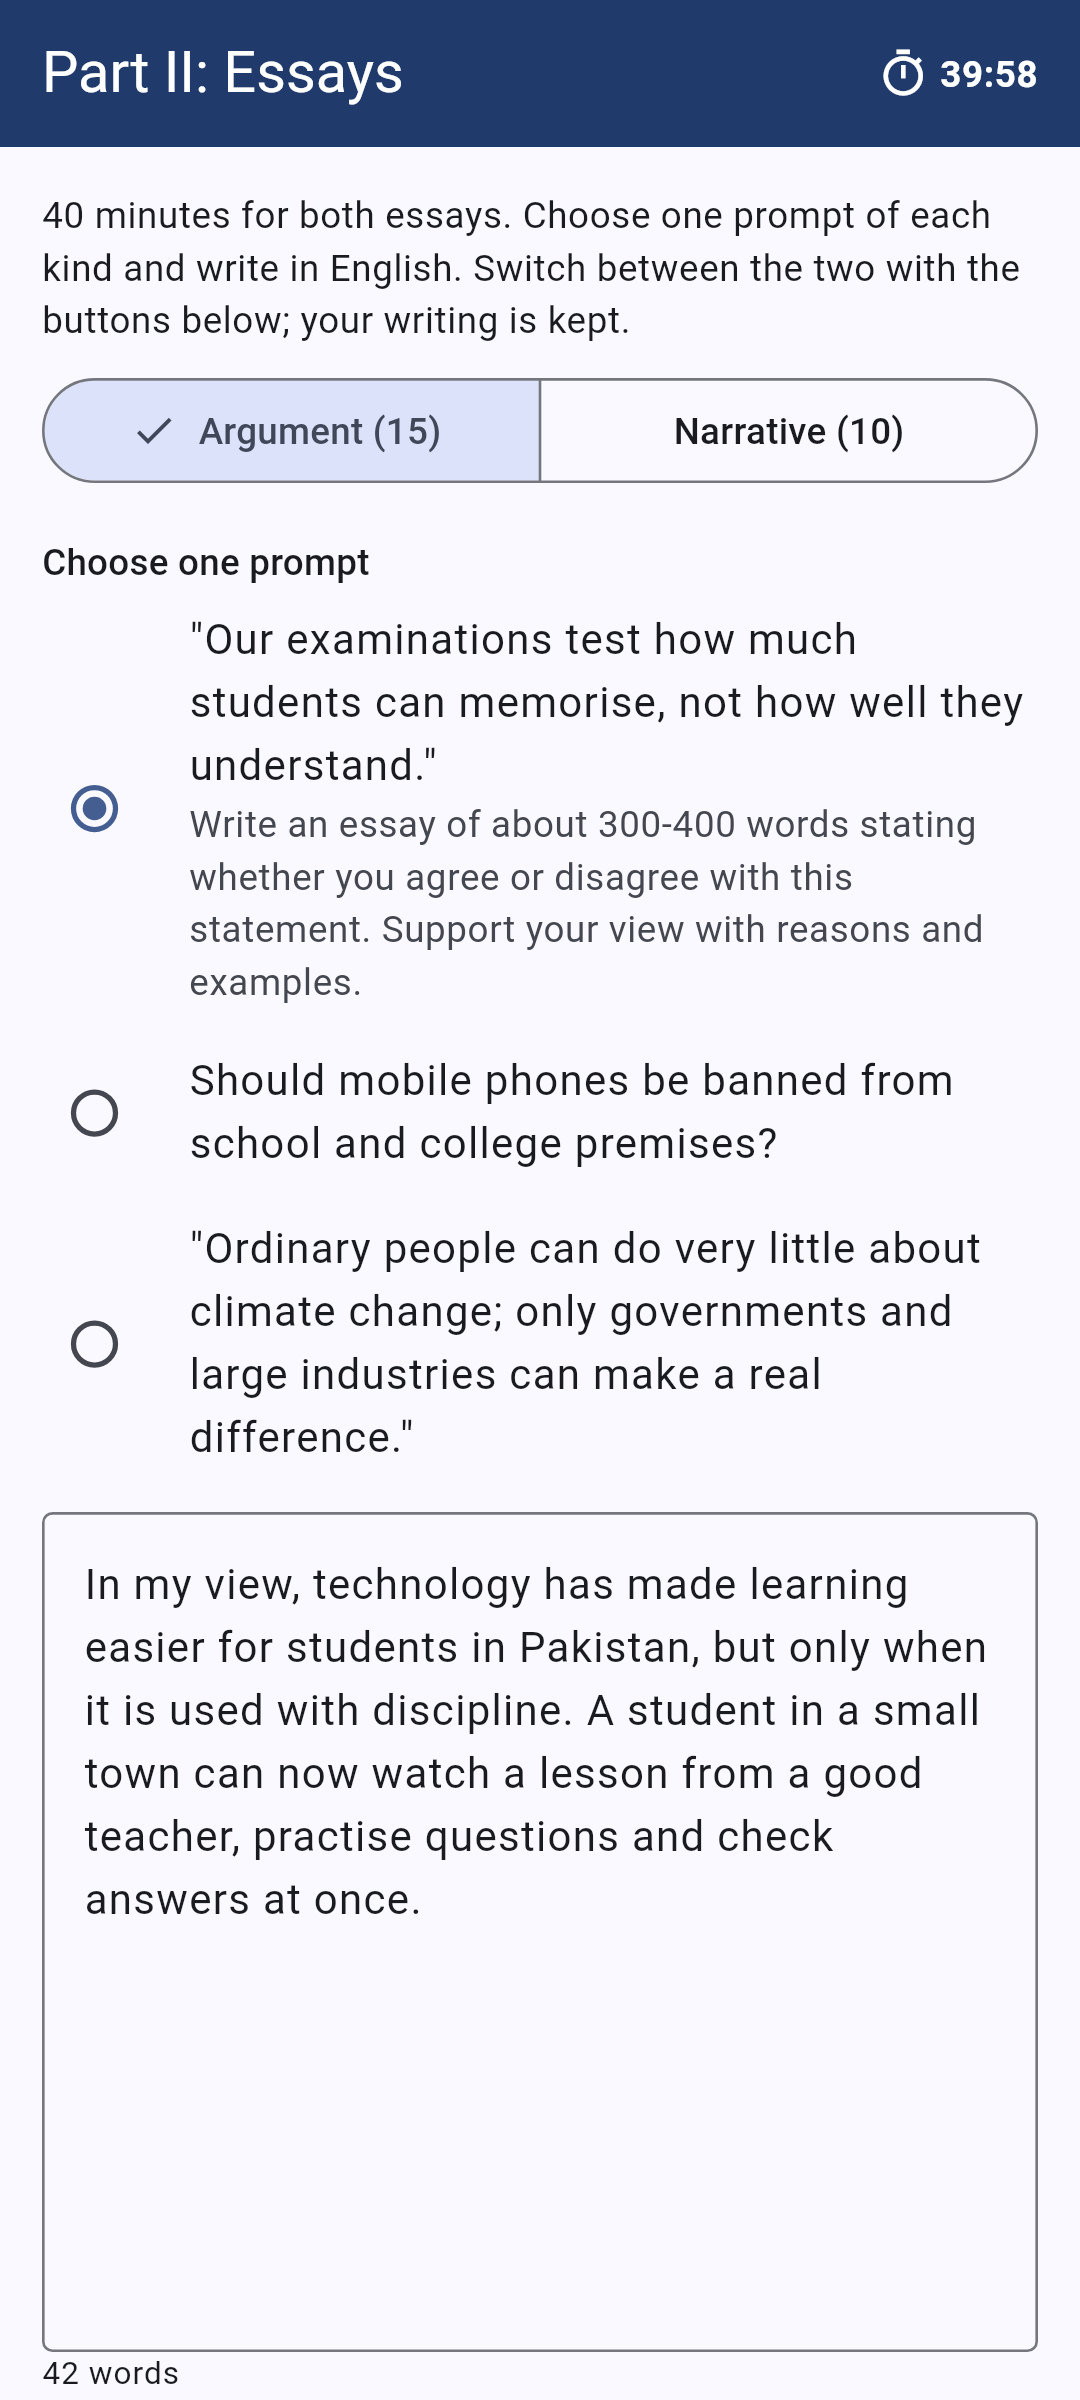 Part II: Essays
39:58
40 minutes for both essays. Choose one prompt of each
kind and write in English. Switch between the two with the
buttons below; your writing is kept.
Argument (15)
Narrative (10)
Choose one prompt
"Our examinations test how much
students can memorise, not how well they
understand."
Write an essay of about 300-400 words stating
whether you agree or disagree with this
statement. Support your view with reasons and
examples.
Should mobile phones be banned from
school and college premises?
"Ordinary people can do very little about
climate change; only governments and
large industries can make a real
difference."
In my view, technology has made learning
easier for students in Pakistan, but only when
it is used with discipline. A student in a small
town can now watch a lesson from a good
teacher, practise questions and check
answers at once.
42 words